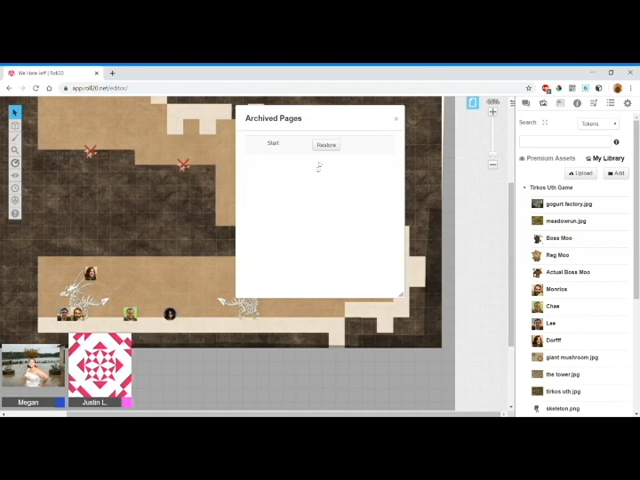 We Hate Jeff | Roll20
app.roll20.net/editor/
Archived Pages
Start
Restore
Search:
Tokens
Premium Assets
My Library
Upload
Add
Tirkos Uth Game
gogurt factory.jpg
meadowrun.jpg
Boss Moo
Reg Moo
Actual Boss Moo
Monrios
Chae
Lee
Dorfff
giant mushroom.jpg
the tower.jpg
tirkos uth.jpg
skeleton.png
Megan
Justin L.